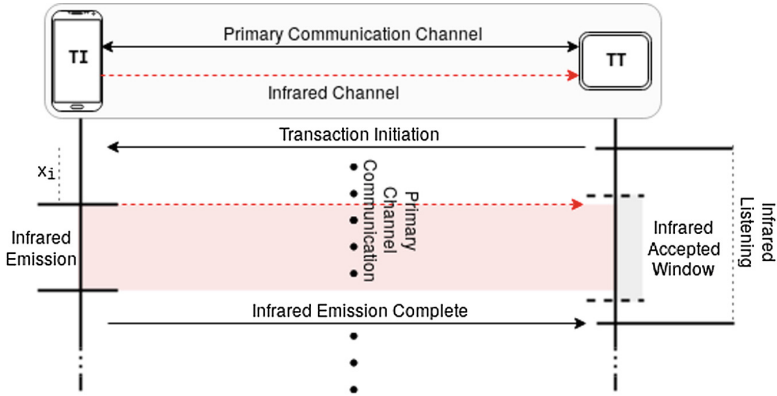 Primary Communication Channel
TI
TT
Infrared Channel
Transaction Initiation
xi
Primary
Channel
Communication
Infrared
Emission
Infrared
Accepted
Window
Infrared
Listening
Infrared Emission Complete